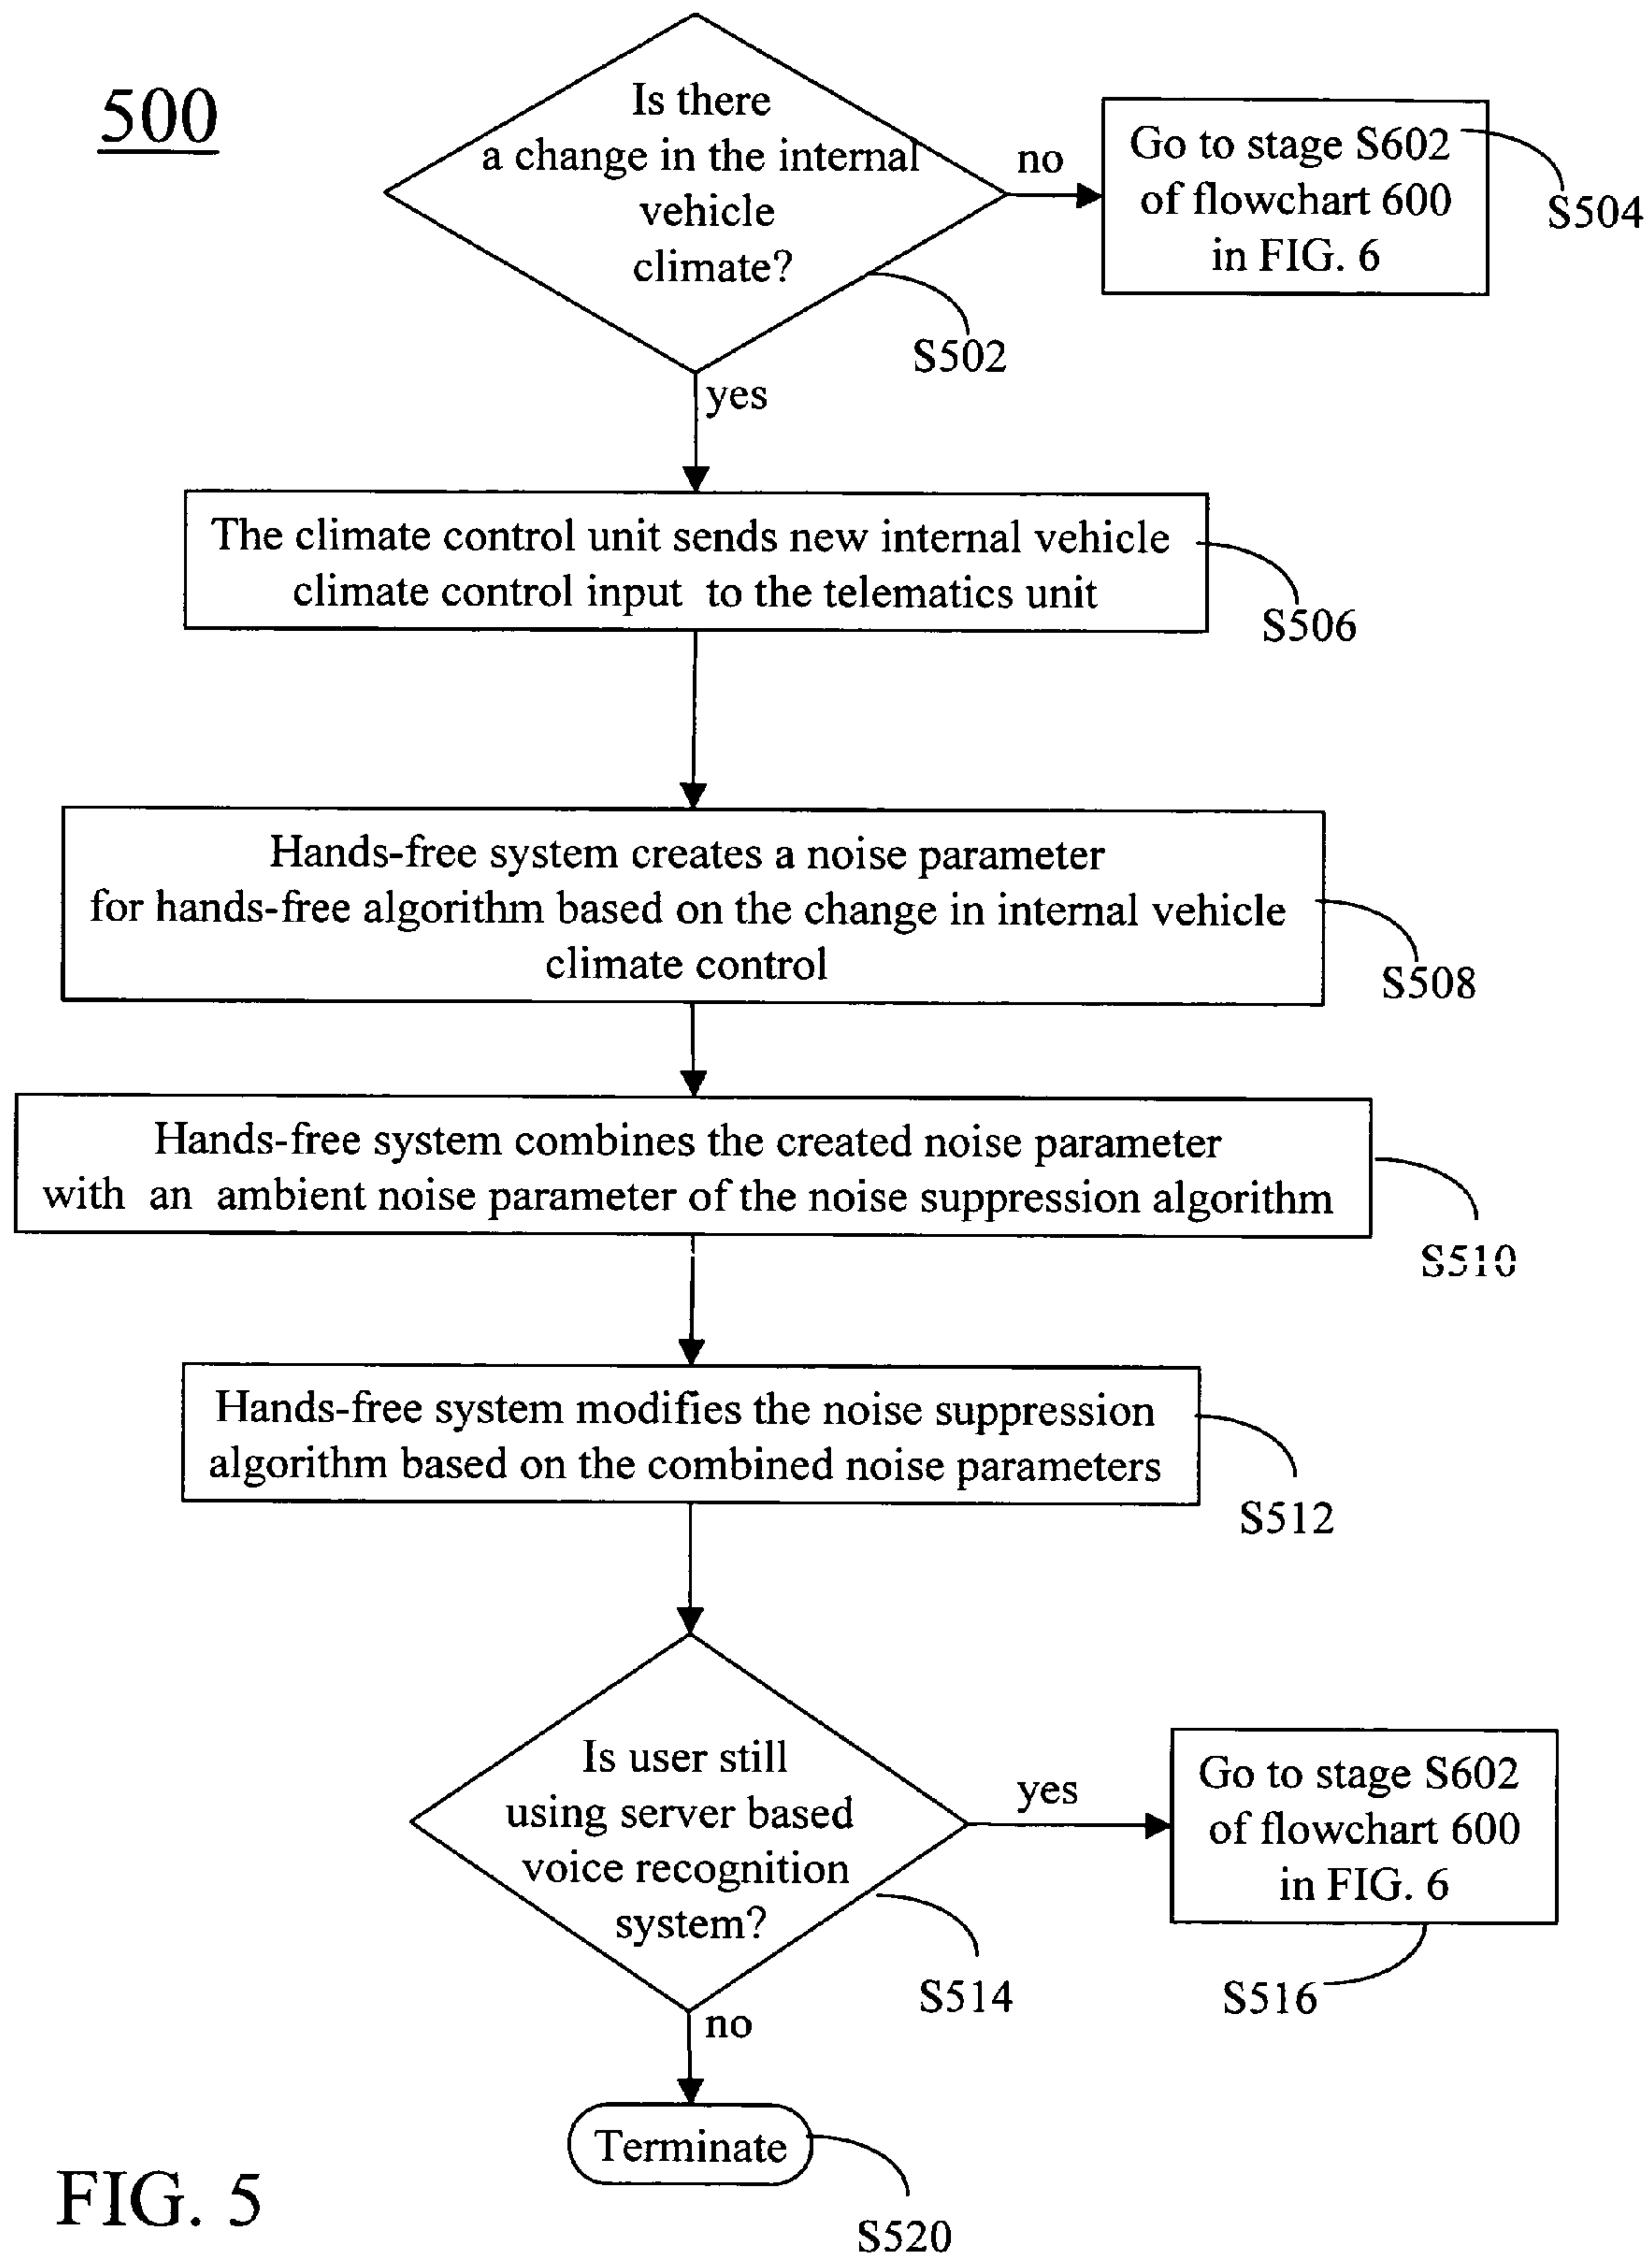 500
Is there
a change in the internal
vehicle
climate?
no
Go to stage S602
of flowchart 600
in FIG. 6
S504
S502
yes
The climate control unit sends new internal vehicle
climate control input to the telematics unit
S506
Hands-free system creates a noise parameter
for hands-free algorithm based on the change in internal vehicle
climate control
S508
Hands-free system combines the created noise parameter
with an ambient noise parameter of the noise suppression algorithm
S510
Hands-free system modifies the noise suppression
algorithm based on the combined noise parameters
S512
Is user still
using server based
voice recognition
system?
yes
Go to stage S602
of flowchart 600
in FIG. 6
S514
S516
no
Terminate
S520
FIG. 5